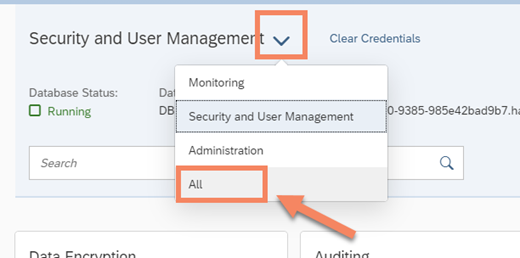 Security and User Management
Clear Credentials
Monitoring
Database Status:
Security and User Management
Running
DB
0-9385-985e42bad9b7.ha
Administration
Search
All
Data Encryption
Auditing